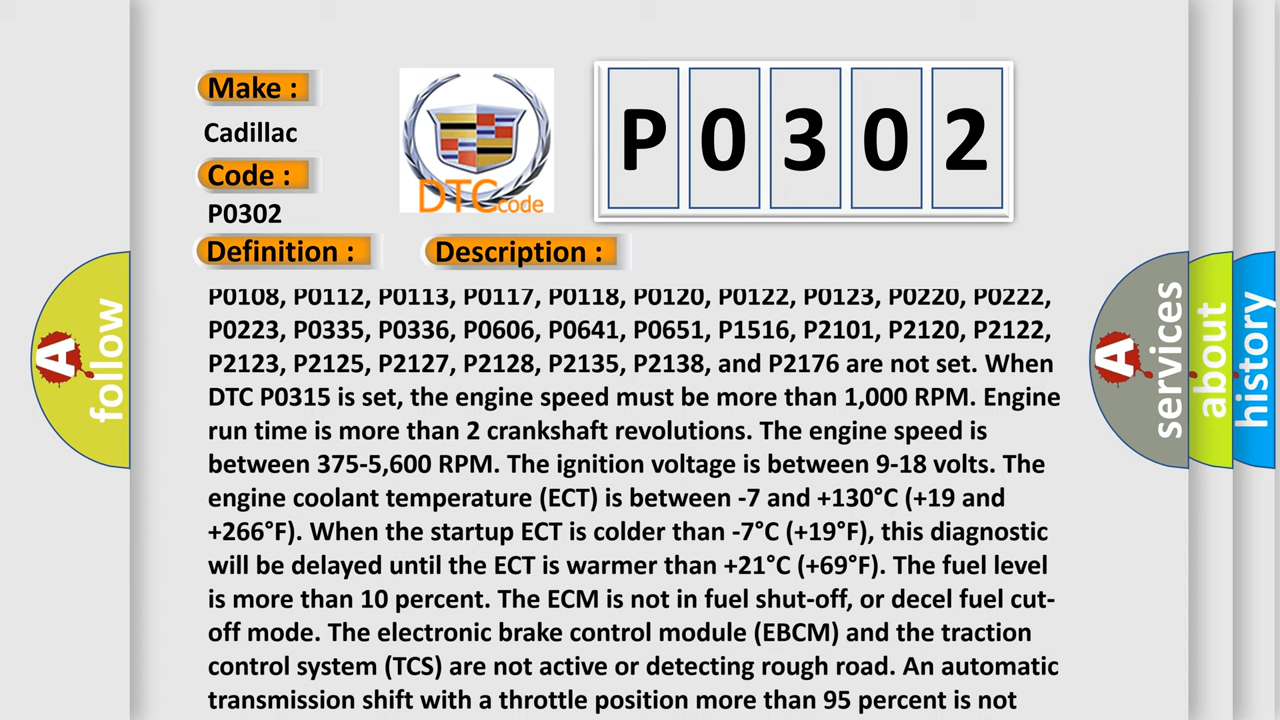 Make :
Cadillac
Code :
P0302
Definition :
Description :
DTCcode
P0302
P0108, P0112, P0113, P0117, P0118, P0120, P0122, P0123, P0220, P0222,
P0223, P0335, P0336, P0606, P0641, P0651, P1516, P2101, P2120, P2122,
P2123, P2125, P2127, P2128, P2135, P2138, and P2176 are not set. When
DTC P0315 is set, the engine speed must be more than 1,000 RPM. Engine
run time is more than 2 crankshaft revolutions. The engine speed is
between 375-5,600 RPM. The ignition voltage is between 9-18 volts. The
engine coolant temperature (ECT) is between -7 and +130°C (+19 and
+266°F). When the startup ECT is colder than -7°C (+19°F), this diagnostic
will be delayed until the ECT is warmer than +21°C (+69°F). The fuel level
is more than 10 percent. The ECM is not in fuel shut-off, or decel fuel cut-
off mode. The electronic brake control module (EBCM) and the traction
control system (TCS) are not active or detecting rough road. An automatic
transmission shift with a throttle position more than 95 percent is not
A
follow
A
services
about
history